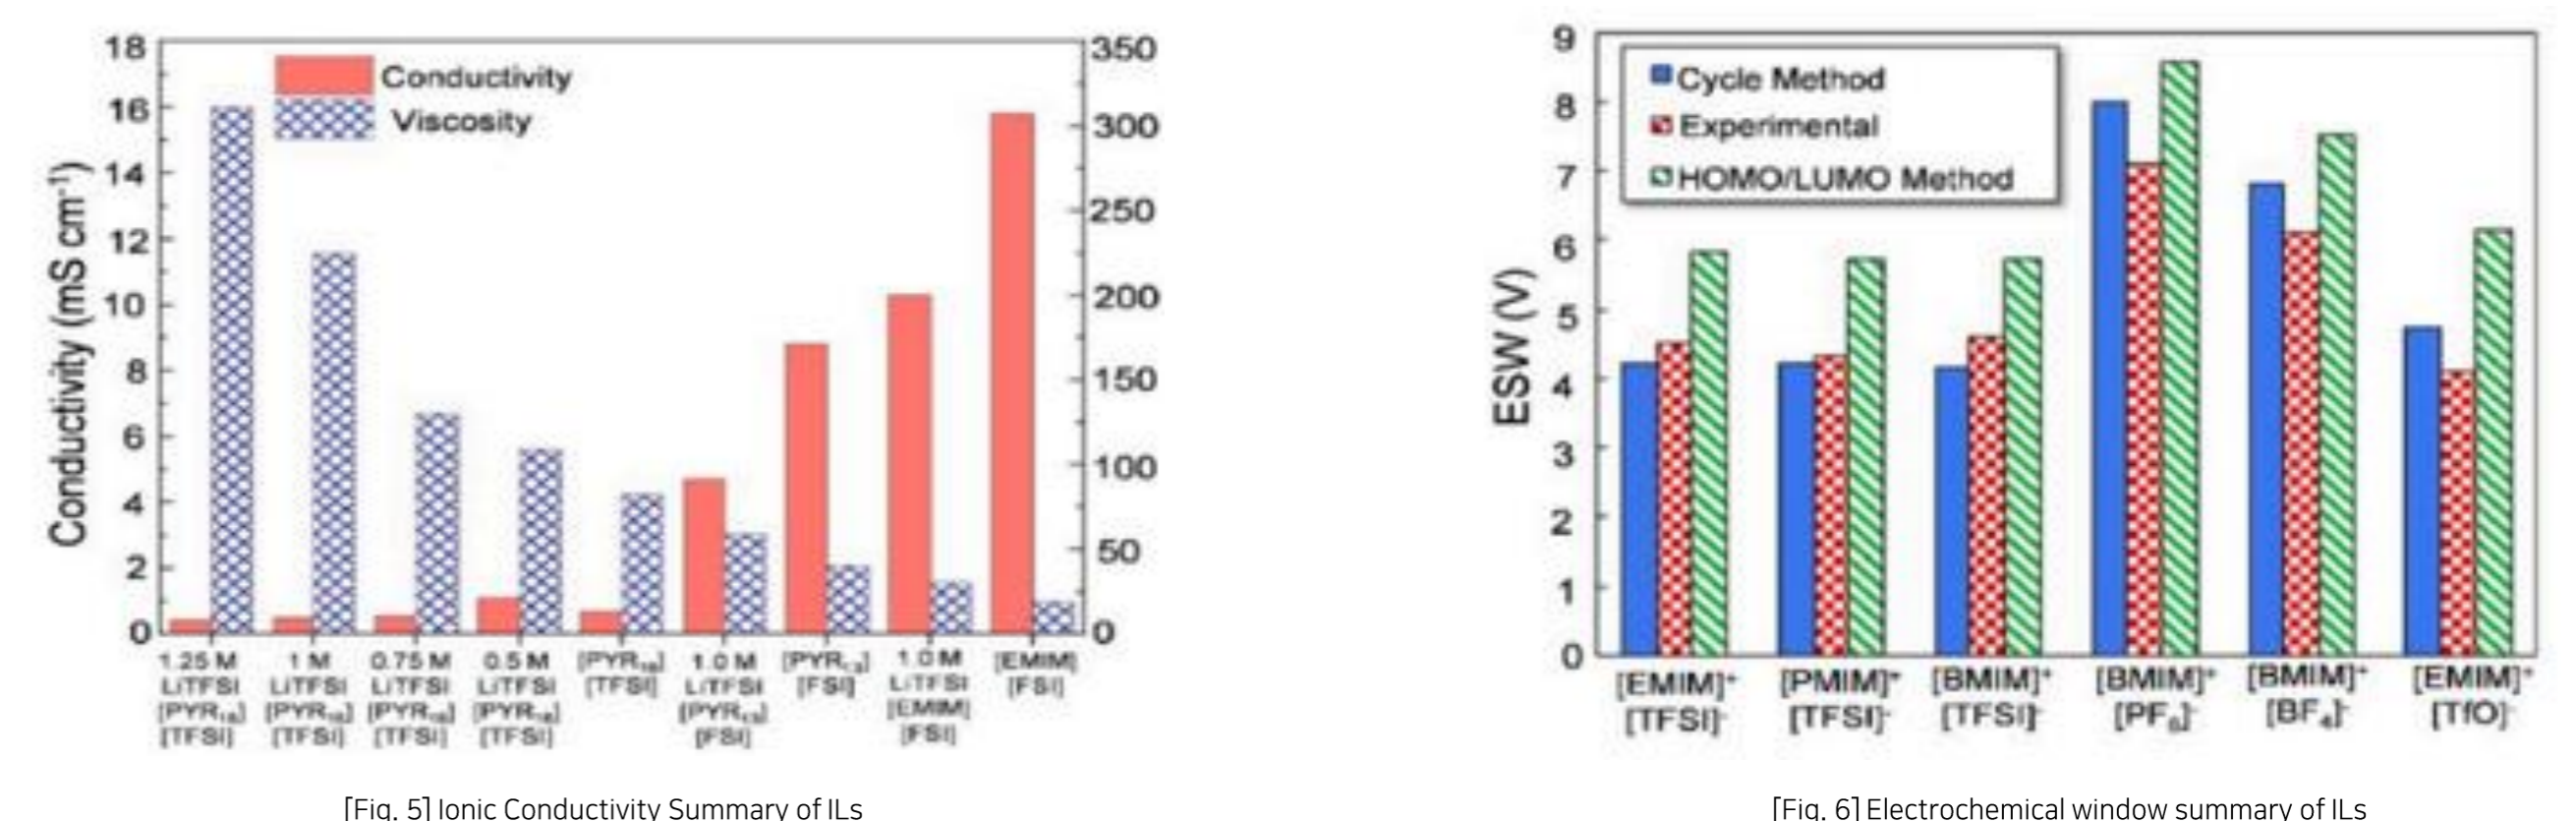 18
16
14
12
10
8
6
4
2
0
Conductivity (mS cm⁻¹)
Conductivity
Viscosity
350
300
250
200
150
100
50
0
1.25 M
LiTFSI
[TFSI]
1 M
LiTFSI
[TFSI]
0.75 M
LiTFSI
[TFSI]
0.5 M
LiTFSI
[TFSI]
[TFSI]
1.0 M
LiTFSI
[PYR₁₃]
[FSI]
[PYR₁₃]
[FSI]
1.0 M
LiTFSI
[EMIM]
[FSI]
[EMIM]
[FSI]
[Fig. 5] Ionic Conductivity Summary of ILs
9
8
7
6
5
4
3
2
1
0
ESW (V)
Cycle Method
Experimental
HOMO/LUMO Method
[EMIM]⁺
[TFSI]⁻
[PMIM]⁺
[TFSI]⁻
[BMIM]⁺
[TFSI]⁻
[BMIM]⁺
[PF₆]⁻
[BMIM]⁺
[BF₄]⁻
[EMIM]⁺
[TfO]⁻
[Fig. 6] Electrochemical window summary of ILs